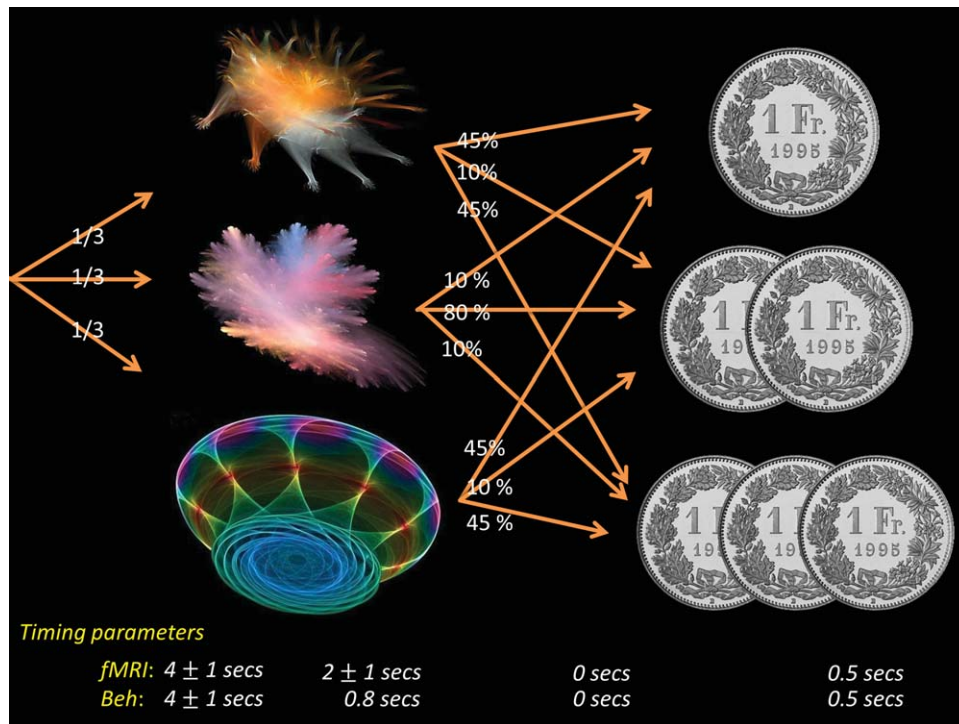 1 Fr.
1995
B
45%
10%
45%
1/3
1/3
1/3
10 %
80 %
10%
1 Fr.
1995
B
45%
10 %
45 %
1 Fr.
1995
B
Timing parameters
fMRI: 4 ± 1 secs 2 ± 1 secs 0 secs 0.5 secs
Beh: 4 ± 1 secs 0.8 secs 0 secs 0.5 secs